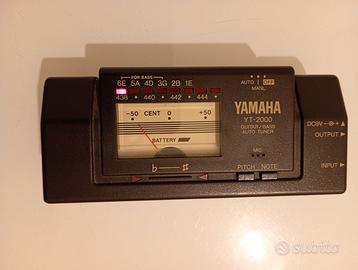 FOR BASS
6E 5A 4D 3G 2B 1E
438 • 440 • 442 • 444 •
-50 CENT 0 +50
BATTERY
b ♯
AUTO OFF
MANL
YAMAHA
YT-2000
GUITAR/BASS
AUTO TUNER
MIC
PITCH NOTE
DC9V
OUTPUT
INPUT
subito